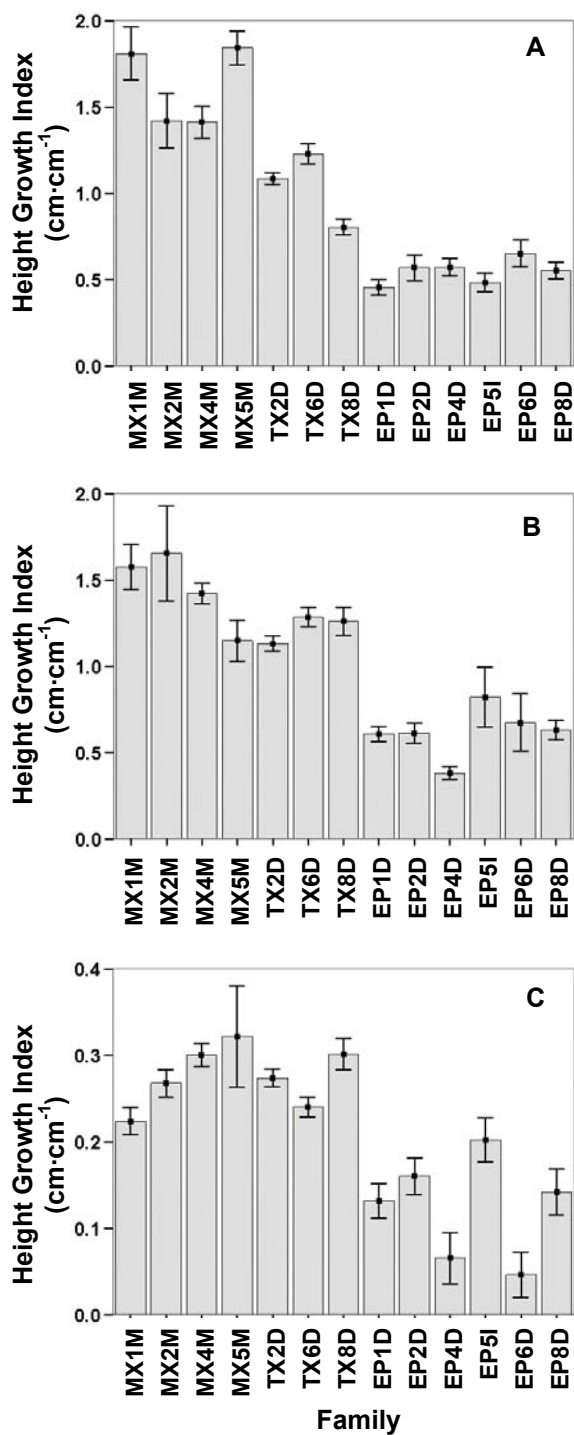 A
Height Growth Index
(cm·cm⁻¹)
2.0
1.5
1.0
0.5
0.0
MX1M MX2M MX4M MX5M TX2D TX6D TX8D EP1D EP2D EP4D EP5I EP6D EP8D
B
Height Growth Index
(cm·cm⁻¹)
2.0
1.5
1.0
0.5
0.0
MX1M MX2M MX4M MX5M TX2D TX6D TX8D EP1D EP2D EP4D EP5I EP6D EP8D
C
Height Growth Index
(cm·cm⁻¹)
0.4
0.3
0.2
0.1
0.0
MX1M MX2M MX4M MX5M TX2D TX6D TX8D EP1D EP2D EP4D EP5I EP6D EP8D
Family